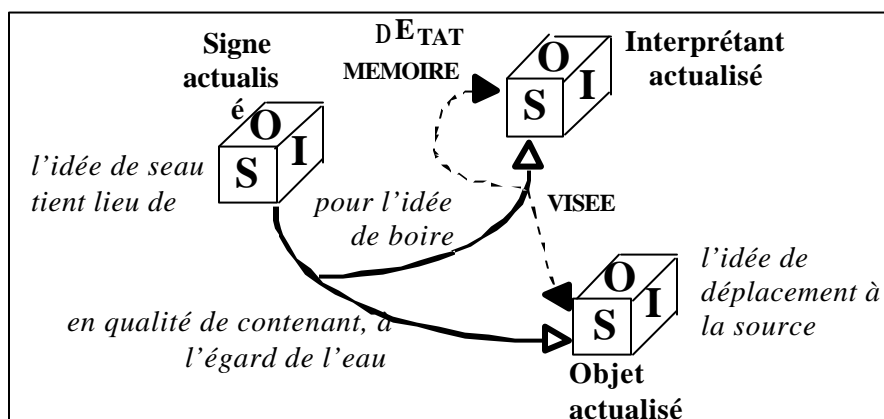 Signe
actualis
é
O
S
I
D ETAT
MEMOIRE
O
S
I
Interprétant
actualisé
l'idée de seau
tient lieu de
pour l'idée
de boire
VISEE
en qualité de contenant, à
l'égard de l'eau
O
S
I
l'idée de
déplacement à
la source
Objet
actualisé